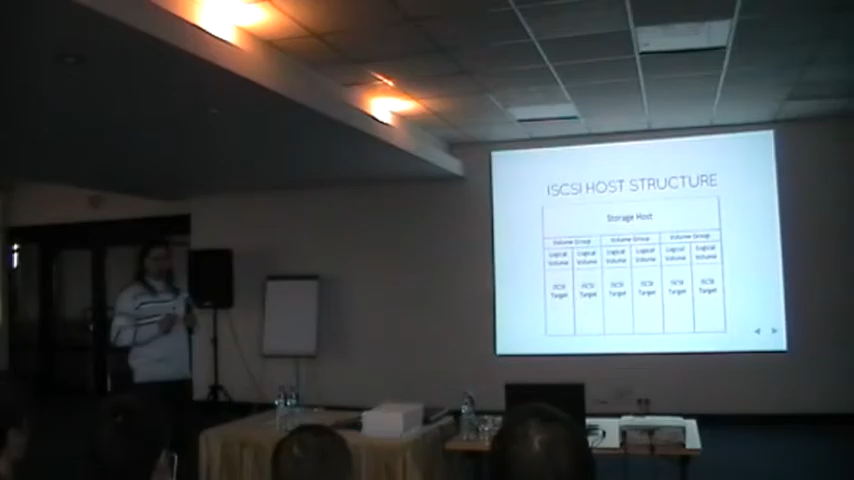 ISCSI HOST STRUCTURE
Storage Host
Volume Group Volume Group Volume Group
Logical Logical Logical Logical Logical Logical
Volume Volume Volume Volume Volume Volume
iSCSI iSCSI iSCSI iSCSI iSCSI iSCSI
Target Target Target Target Target Target